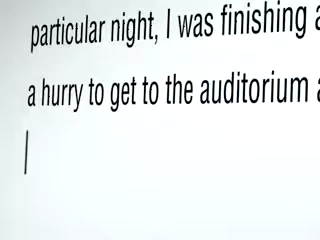 particular night, I was finishing
a hurry to get to the auditorium